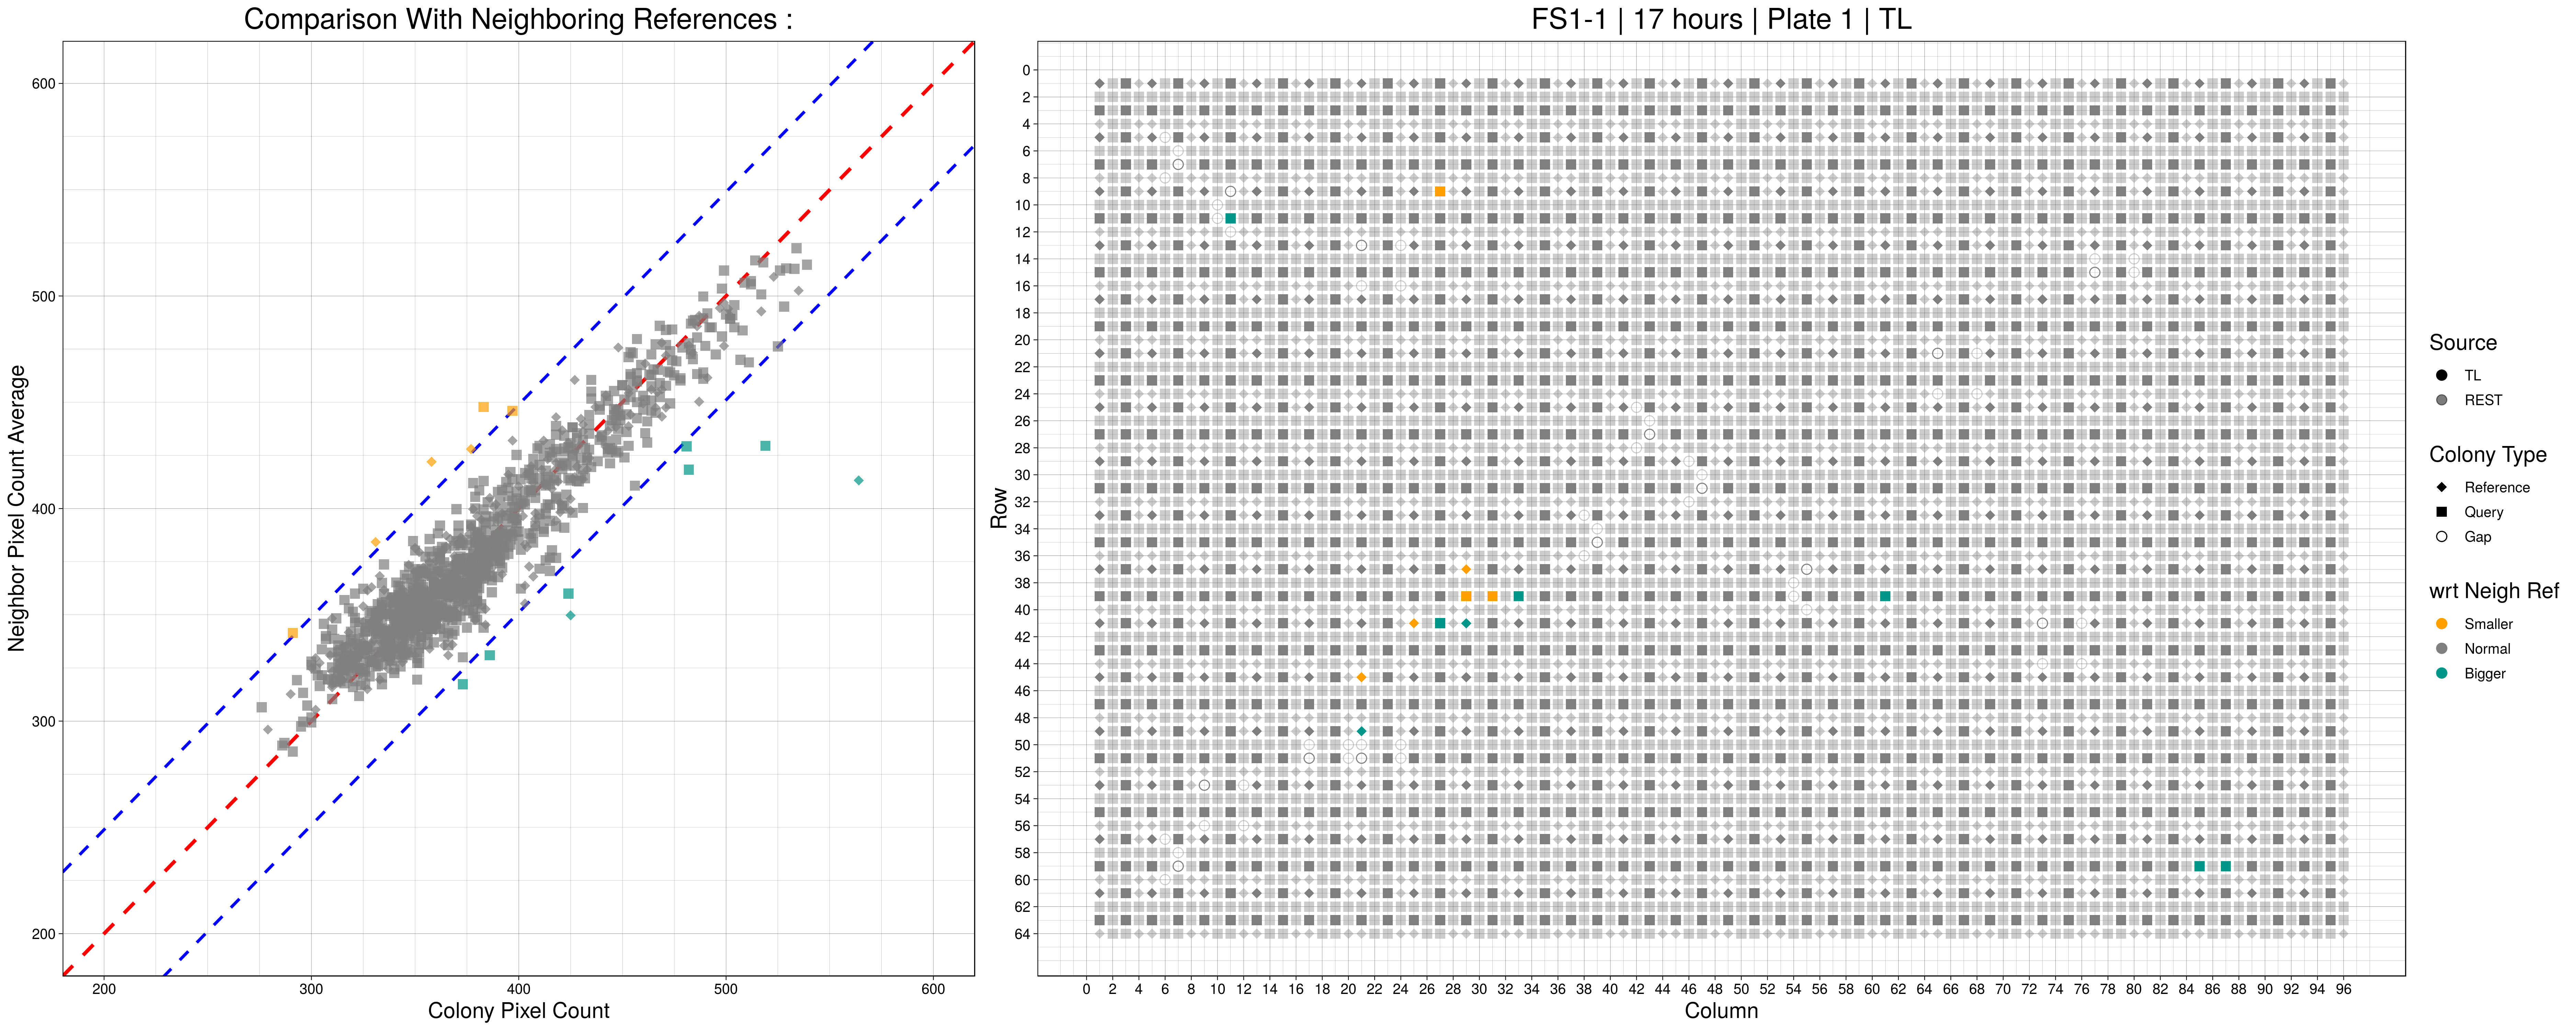 Comparison With Neighboring References :
600
500
400
300
200
200 300 400 500 600
Neighbor Pixel Count Average
Colony Pixel Count
FS1-1 | 17 hours | Plate 1 | TL
0
2
4
6
8
10
12
14
16
18
20
22
24
26
28
30
32
34
36
38
40
42
44
46
48
50
52
54
56
58
60
62
64
0 2 4 6 8 10 12 14 16 18 20 22 24 26 28 30 32 34 36 38 40 42 44 46 48 50 52 54 56 58 60 62 64 66 68 70 72 74 76 78 80 82 84 86 88 90 92 94 96
Row
Column
Source
TL
REST
Colony Type
Reference
Query
Gap
wrt Neigh Ref
Smaller
Normal
Bigger